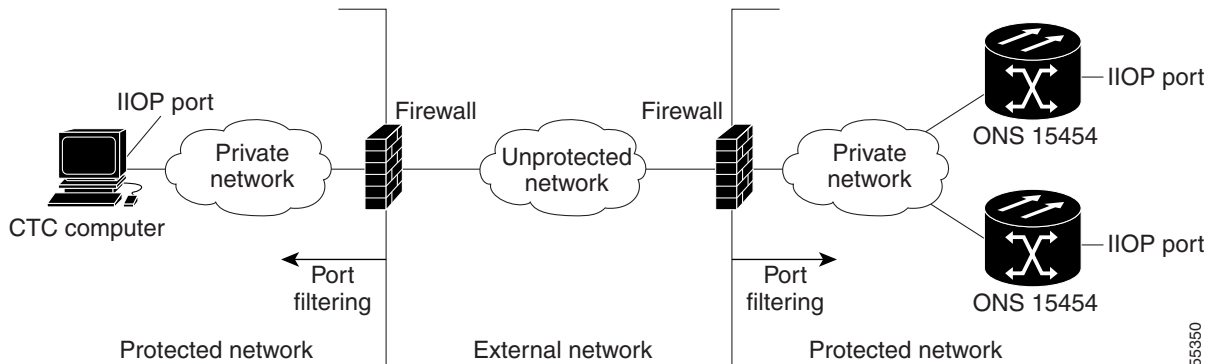 IIOP port
Private
network
CTC computer
Firewall
Port
filtering
Protected network
Unprotected
network
External network
Firewall
Port
filtering
Private
network
Protected network
ONS 15454
IIOP port
ONS 15454
IIOP port
55350